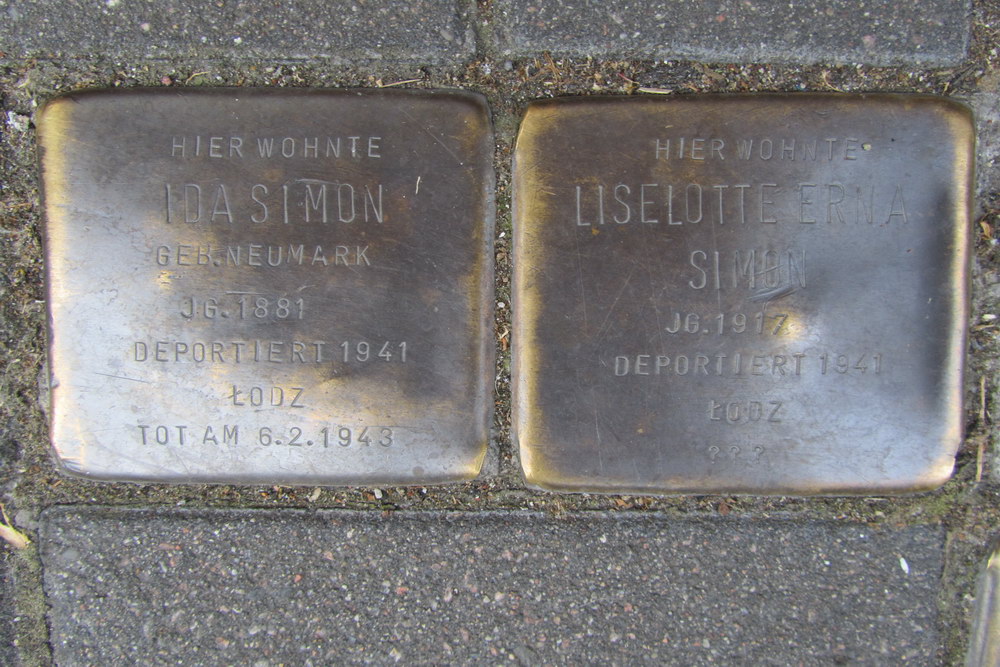 HIER WOHNTE
IDA SIMON
GEB. NEUMARK
JG. 1881
DEPORTIERT 1941
ŁODZ
TOT AM 6.2.1943
HIER WOHNTE
LISELOTTE ERNA
SIMON
JG. 1917
DEPORTIERT 1941
ŁODZ
???